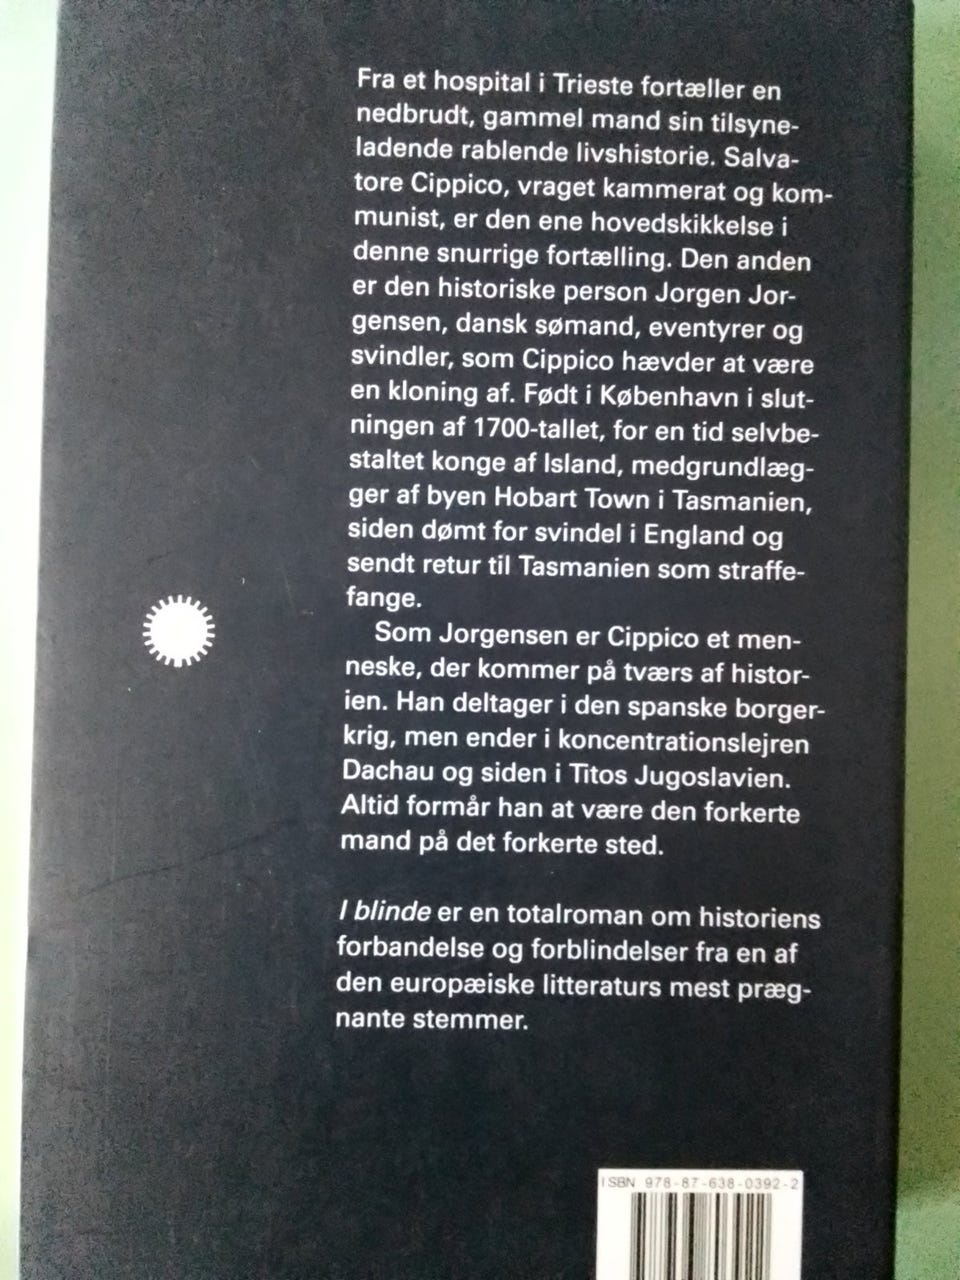 Fra et hospital i Trieste fortæller en
nedbrudt, gammel mand sin tilsyne-
ladende rablende livshistorie. Salva-
tore Cippico, vraget kammerat og kom-
munist, er den ene hovedskikkelse i
denne snurrige fortælling. Den anden
er den historiske person Jorgen Jor-
gensen, dansk sømand, eventyrer og
svindler, som Cippico hævder at være
en kloning af. Født i København i slut-
ningen af 1700-tallet, for en tid selvbe-
staltet konge af Island, medgrundlæg-
ger af byen Hobart Town i Tasmanien,
siden dømt for svindel i England og
sendt retur til Tasmanien som straffe-
fange.
Som Jorgensen er Cippico et men-
neske, der kommer på tværs af histor-
ien. Han deltager i den spanske borger-
krig, men ender i koncentrationslejren
Dachau og siden i Titos Jugoslavien.
Altid formår han at være den forkerte
mand på det forkerte sted.
I blinde er en totalroman om historiens
forbandelse og forblindelser fra en af
den europæiske litteraturs mest præg-
nante stemmer.
ISBN 978-87-638-0392-2